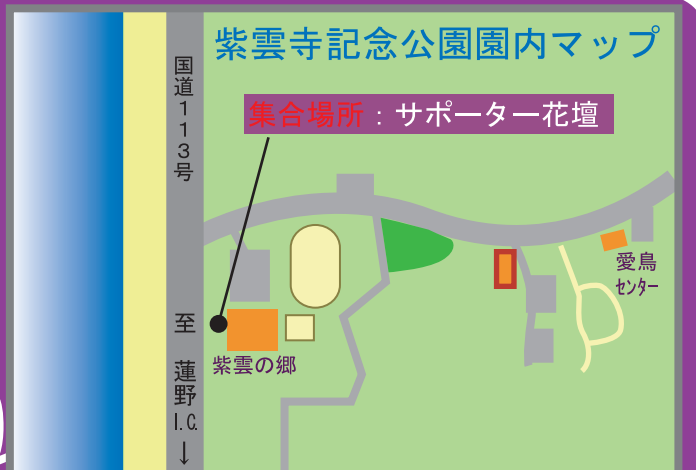 紫雲寺記念公園園内マップ
国道113号
集合場所：サポーター花壇
愛鳥
センター
紫雲の郷
至 蓮野I.C.↓